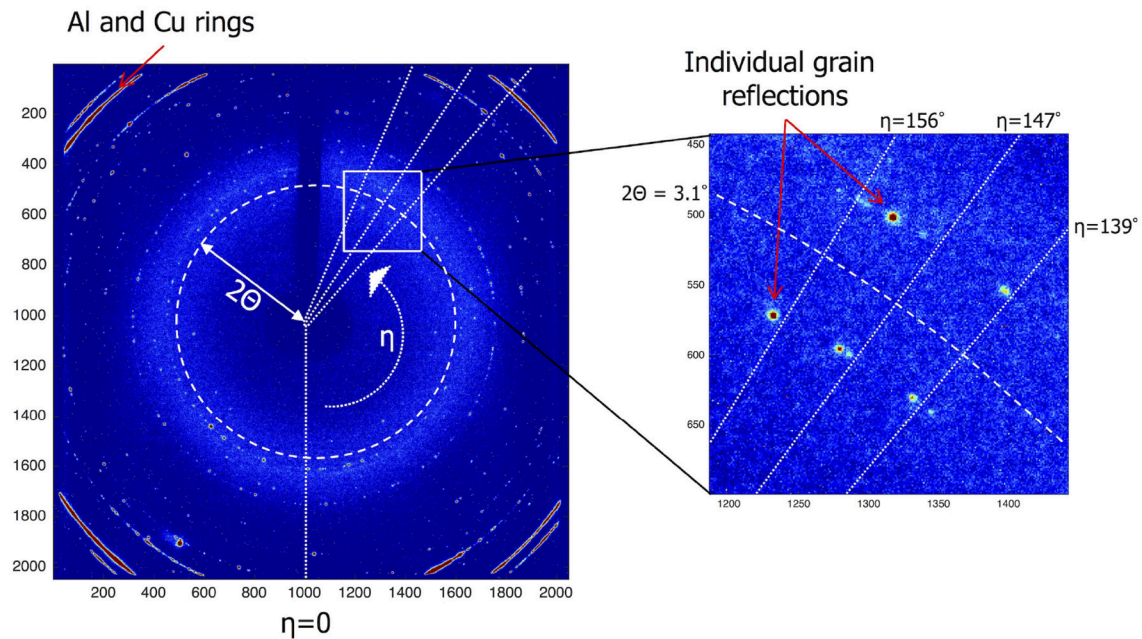 Al and Cu rings
Individual grain
reflections
η=156°
η=147°
η=139°
2Θ = 3.1°
2Θ
η
200
400
600
800
1000
1200
1400
1600
1800
2000
200 400 600 800 1000 1200 1400 1600 1800 2000
η=0
450
500
550
600
650
1200 1250 1300 1350 1400